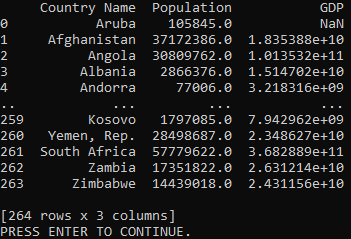 Country Name  Population           GDP
0          Aruba    105845.0           NaN
1    Afghanistan  37172386.0  1.835388e+10
2         Angola  30809762.0  1.013532e+11
3        Albania   2866376.0  1.514702e+10
4        Andorra     77006.0  3.218316e+09
..           ...         ...           ...
259       Kosovo   1797085.0  7.942962e+09
260  Yemen, Rep.  28498687.0  2.348627e+10
261 South Africa  57779622.0  3.682889e+11
262       Zambia  17351822.0  2.631214e+10
263     Zimbabwe  14439018.0  2.431156e+10
[264 rows x 3 columns]
PRESS ENTER TO CONTINUE.